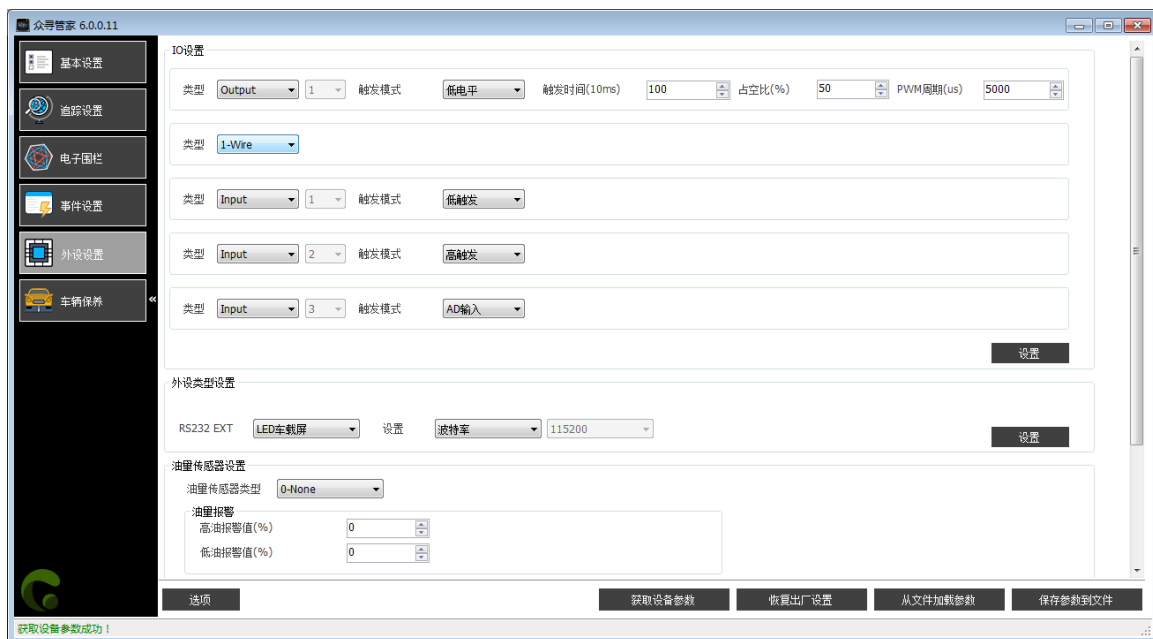 众寻管家 6.0.0.11
基本设置
追踪设置
电子围栏
事件设置
外设设置
车辆保养
«
IO设置
类型 Output 1 触发模式 低电平 触发时间(10ms) 100 占空比(%) 50 PWM周期(us) 5000
类型 1-Wire
类型 Input 1 触发模式 低触发
类型 Input 2 触发模式 高触发
类型 Input 3 触发模式 AD输入
设置
外设类型设置
RS232 EXT LED车载屏 设置 波特率 115200
设置
油量传感器设置
油量传感器类型 0-None
油量报警
高油报警值(%) 0
低油报警值(%) 0
选项 获取设备参数 恢复出厂设置 从文件加载参数 保存参数到文件
获取设备参数成功！